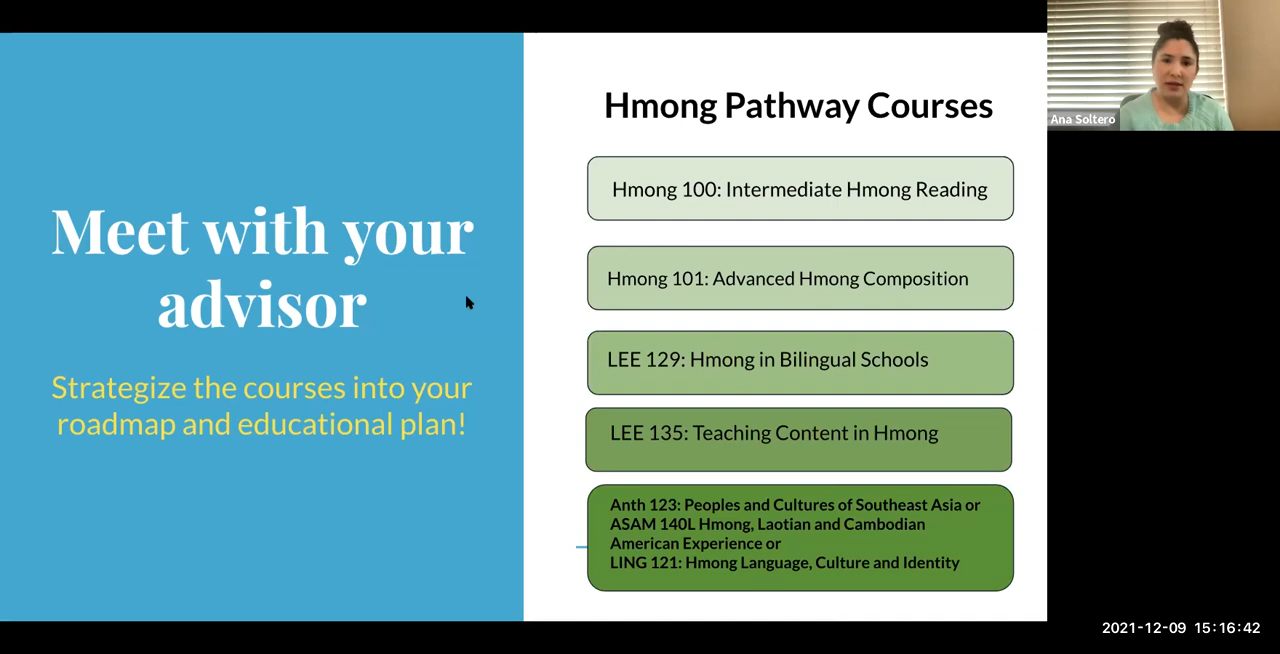 Meet with your
advisor
Strategize the courses into your
roadmap and educational plan!
Hmong Pathway Courses
Hmong 100: Intermediate Hmong Reading
Hmong 101: Advanced Hmong Composition
LEE 129: Hmong in Bilingual Schools
LEE 135: Teaching Content in Hmong
Anth 123: Peoples and Cultures of Southeast Asia or
ASAM 140L Hmong, Laotian and Cambodian
American Experience or
LING 121: Hmong Language, Culture and Identity
Ana Soltero
2021-12-09 15:16:42